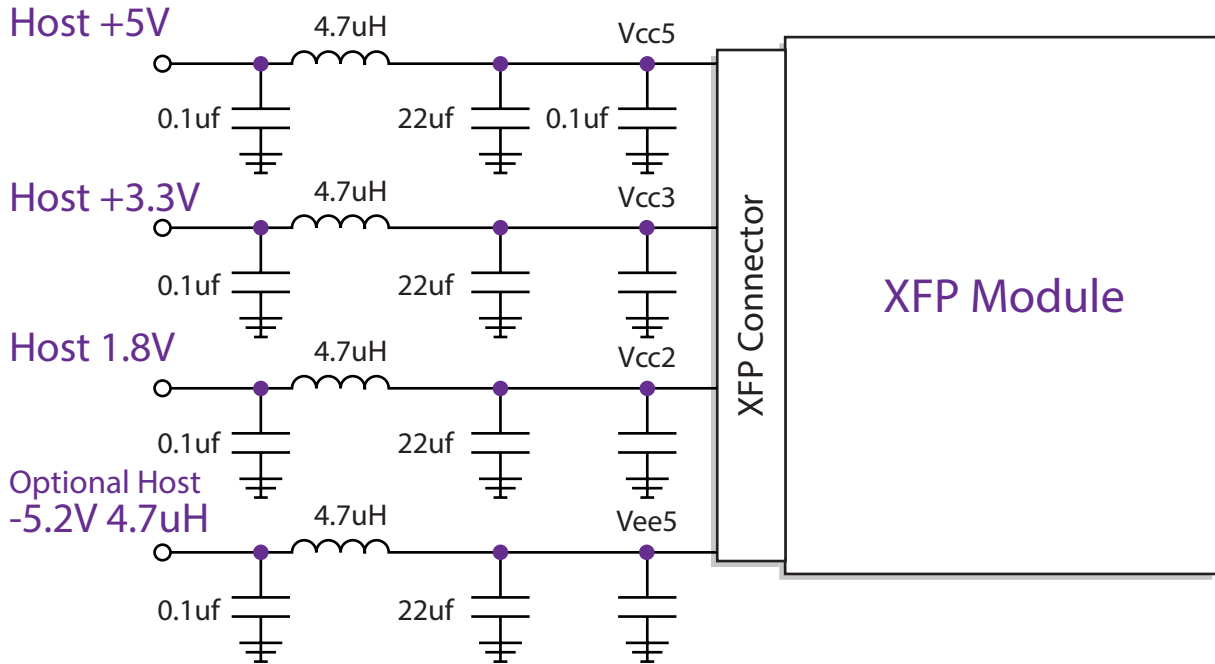 Host +5V
4.7uH
Vcc5
0.1uf
22uf
0.1uf
Host +3.3V
4.7uH
Vcc3
0.1uf
22uf
Host 1.8V
4.7uH
Vcc2
0.1uf
22uf
Optional Host
-5.2V 4.7uH
4.7uH
Vee5
0.1uf
22uf
XFP Connector
XFP Module